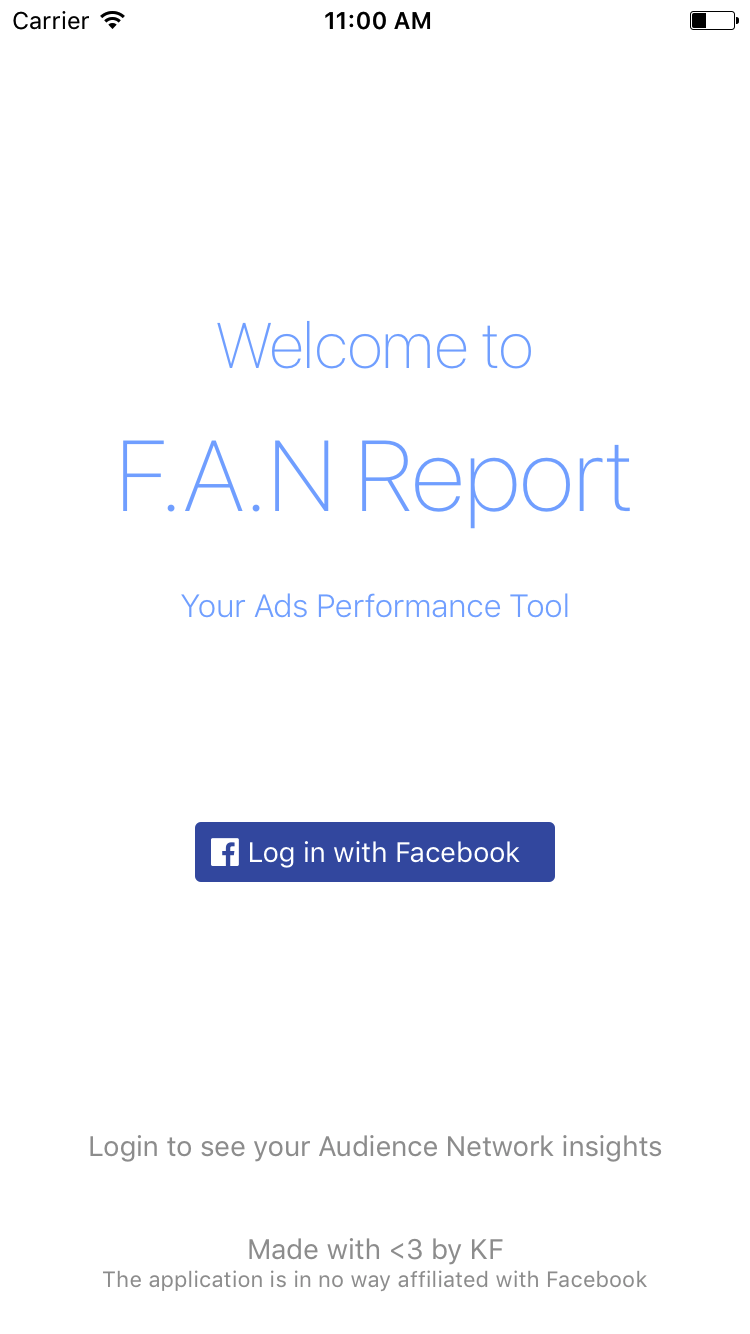 Carrier 11:00 AM
Welcome to
F.A.N Report
Your Ads Performance Tool
Log in with Facebook
Login to see your Audience Network insights
Made with <3 by KF
The application is in no way affiliated with Facebook